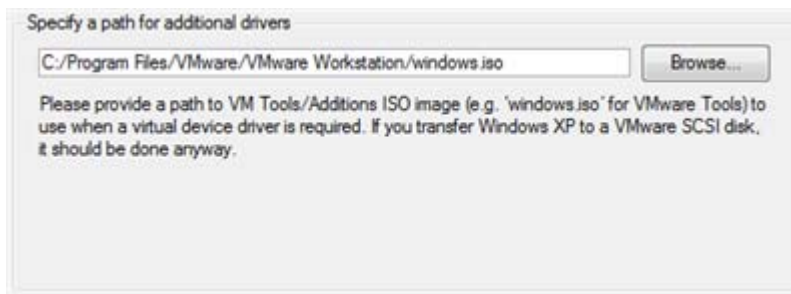 Specify a path for additional drivers
C:/Program Files/VMware/VMware Workstation/windows.iso
Browse...
Please provide a path to VM Tools/Additions ISO image (e.g. 'windows.iso' for VMware Tools) to
use when a virtual device driver is required. If you transfer Windows XP to a VMware SCSI disk,
it should be done anyway.